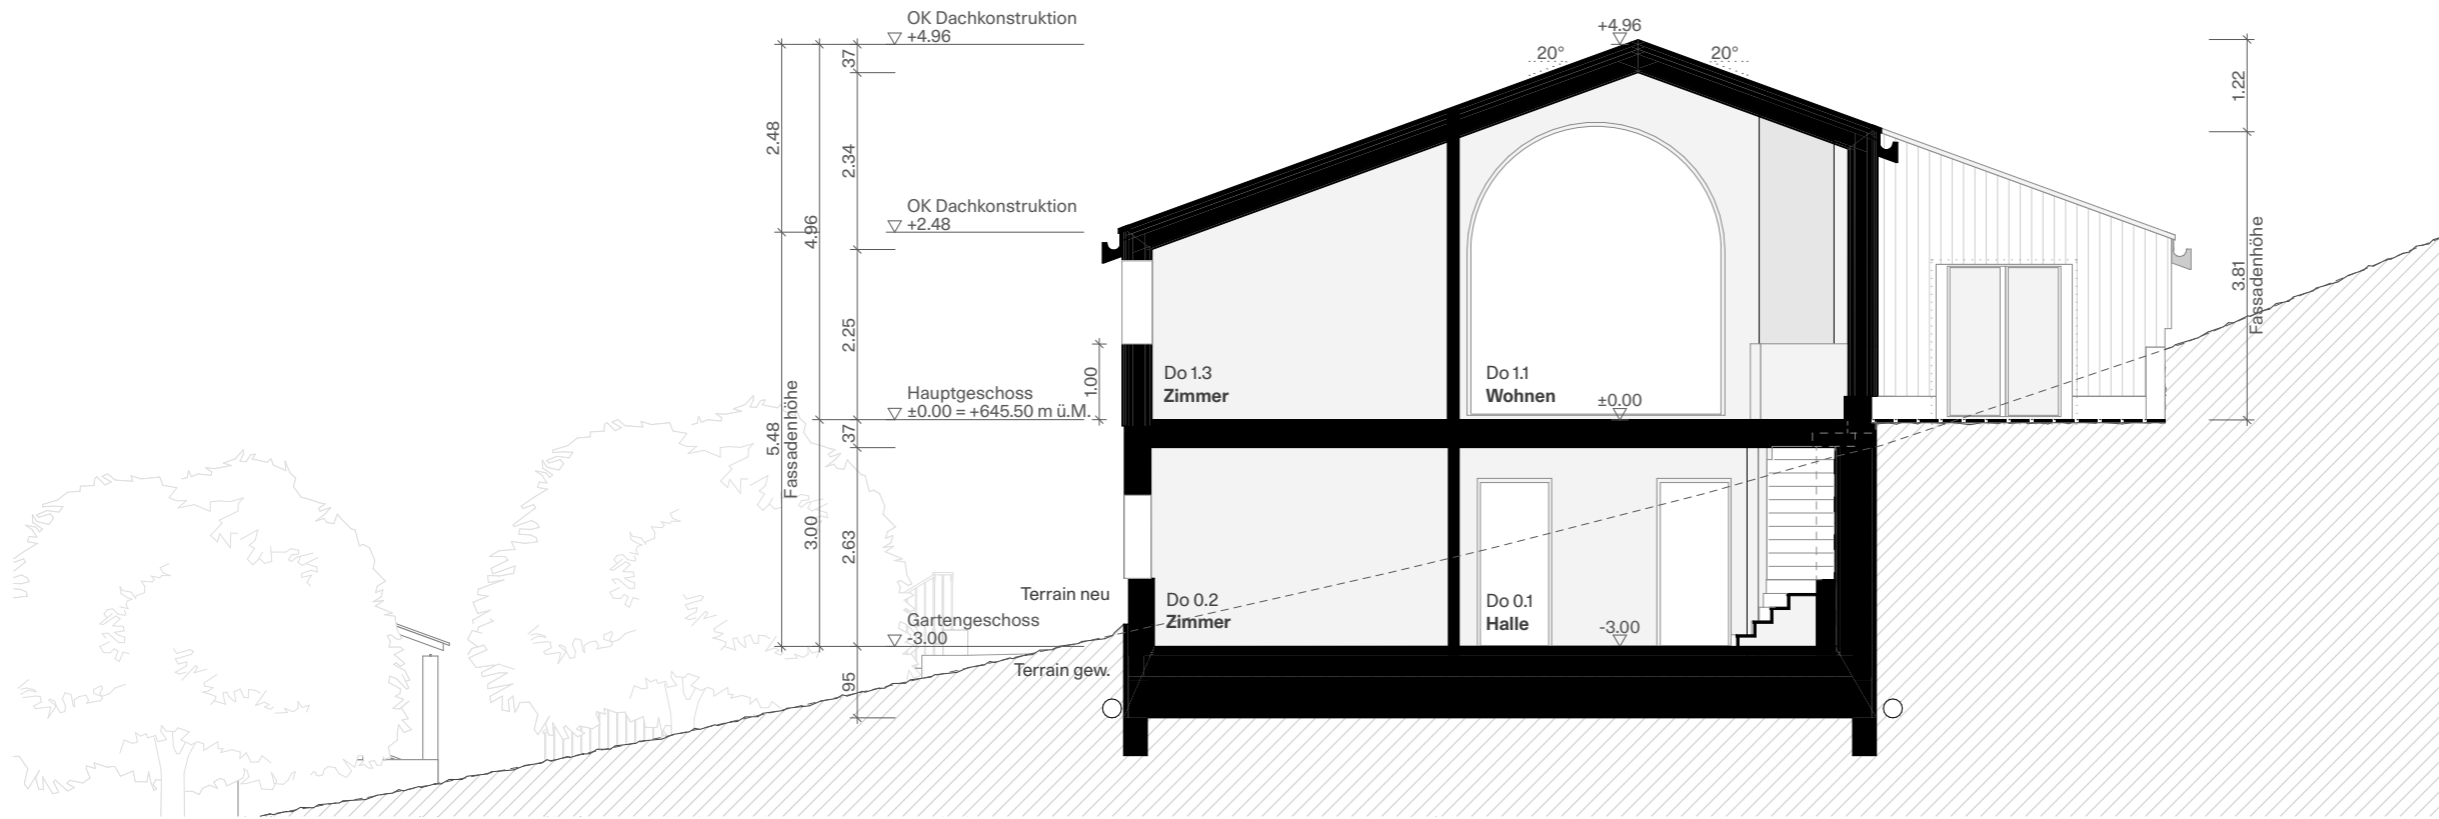 OK Dachkonstruktion
+4.96
+4.96
20°
20°
37
1.22
2.48
2.34
OK Dachkonstruktion
+2.48
4.96
3.81
Fassadenhöhe
2.25
1.00
Do 1.3
Zimmer
Do 1.1
Wohnen
±0.00
Hauptgeschoss
±0.00 = +645.50 m ü.M.
5.48
Fassadenhöhe
37
3.00
2.63
Terrain neu
Gartengeschoss
-3.00
Do 0.2
Zimmer
Do 0.1
Halle
-3.00
Terrain gew.
95